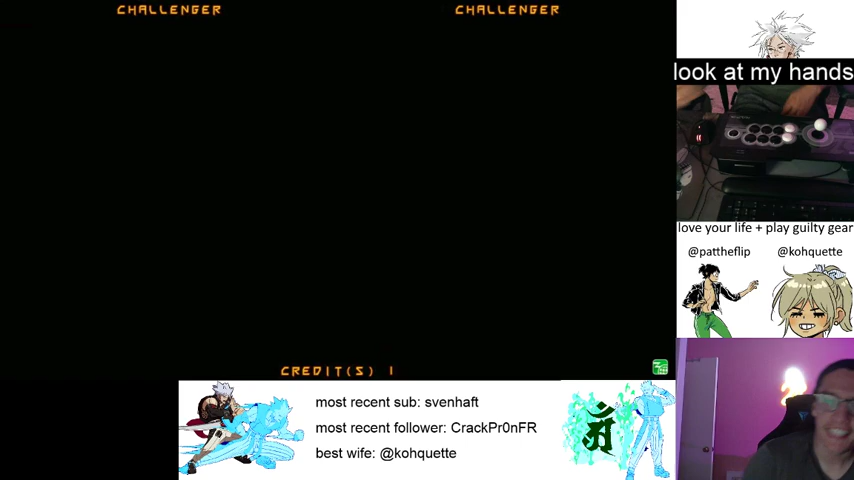 CHALLENGER
CHALLENGER
look at my hands
love your life + play guilty gear
@pattheflip
@kohquette
CREDIT(S) 1
most recent sub: svenhaft
most recent follower: CrackPr0nFR
best wife: @kohquette